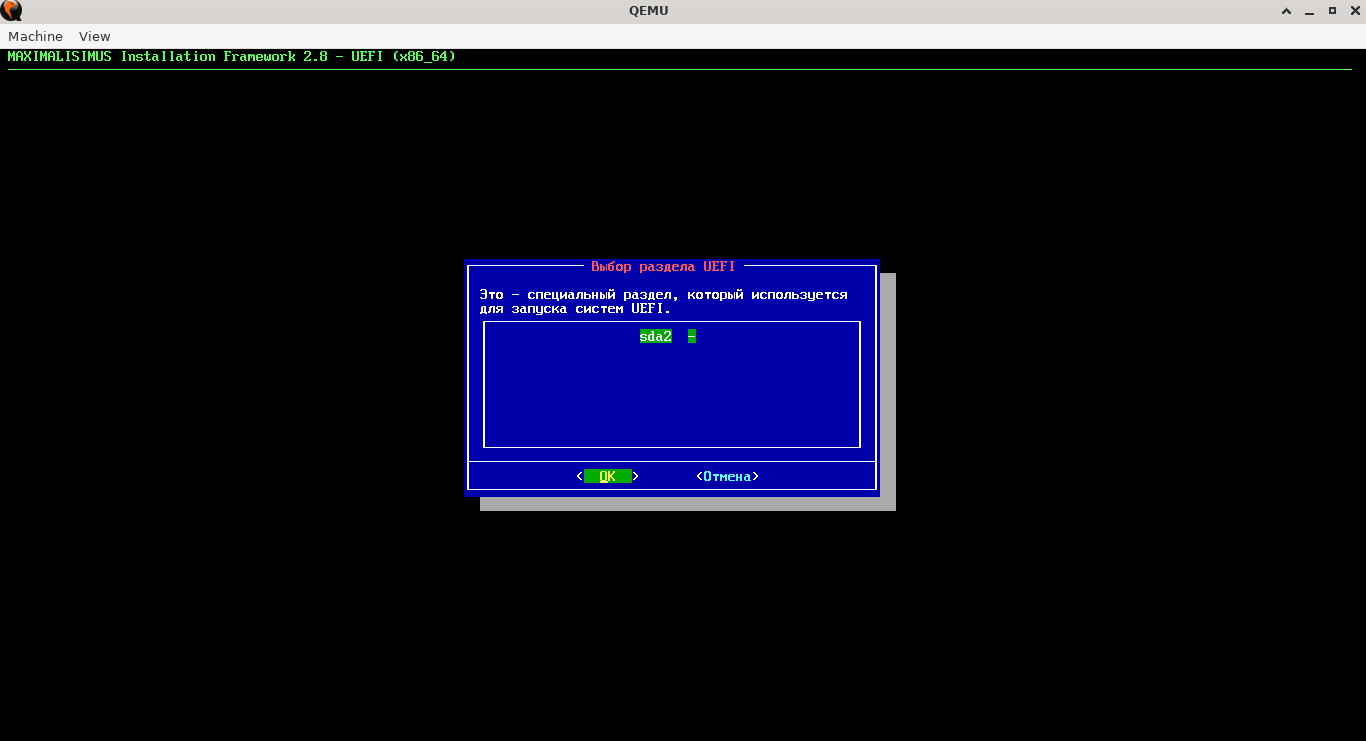 QEMU
Machine View
MAXIMALISIMUS Installation Framework 2.8 - UEFI (x86_64)
Выбор раздела UEFI
Это - специальный раздел, который используется
для запуска систем UEFI.
sda2 -
< OK > <Отмена>